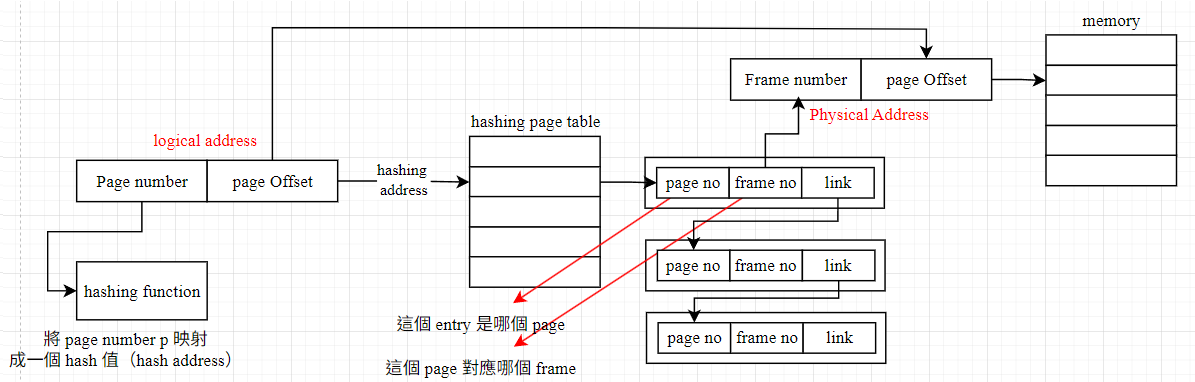 memory
Frame number
page Offset
Physical Address
hashing page table
logical address
Page number
page Offset
hashing
address
page no
frame no
link
page no
frame no
link
page no
frame no
link
hashing function
將 page number p 映射
成一個 hash 值（hash address）
這個 entry 是哪個 page
這個 page 對應哪個 frame